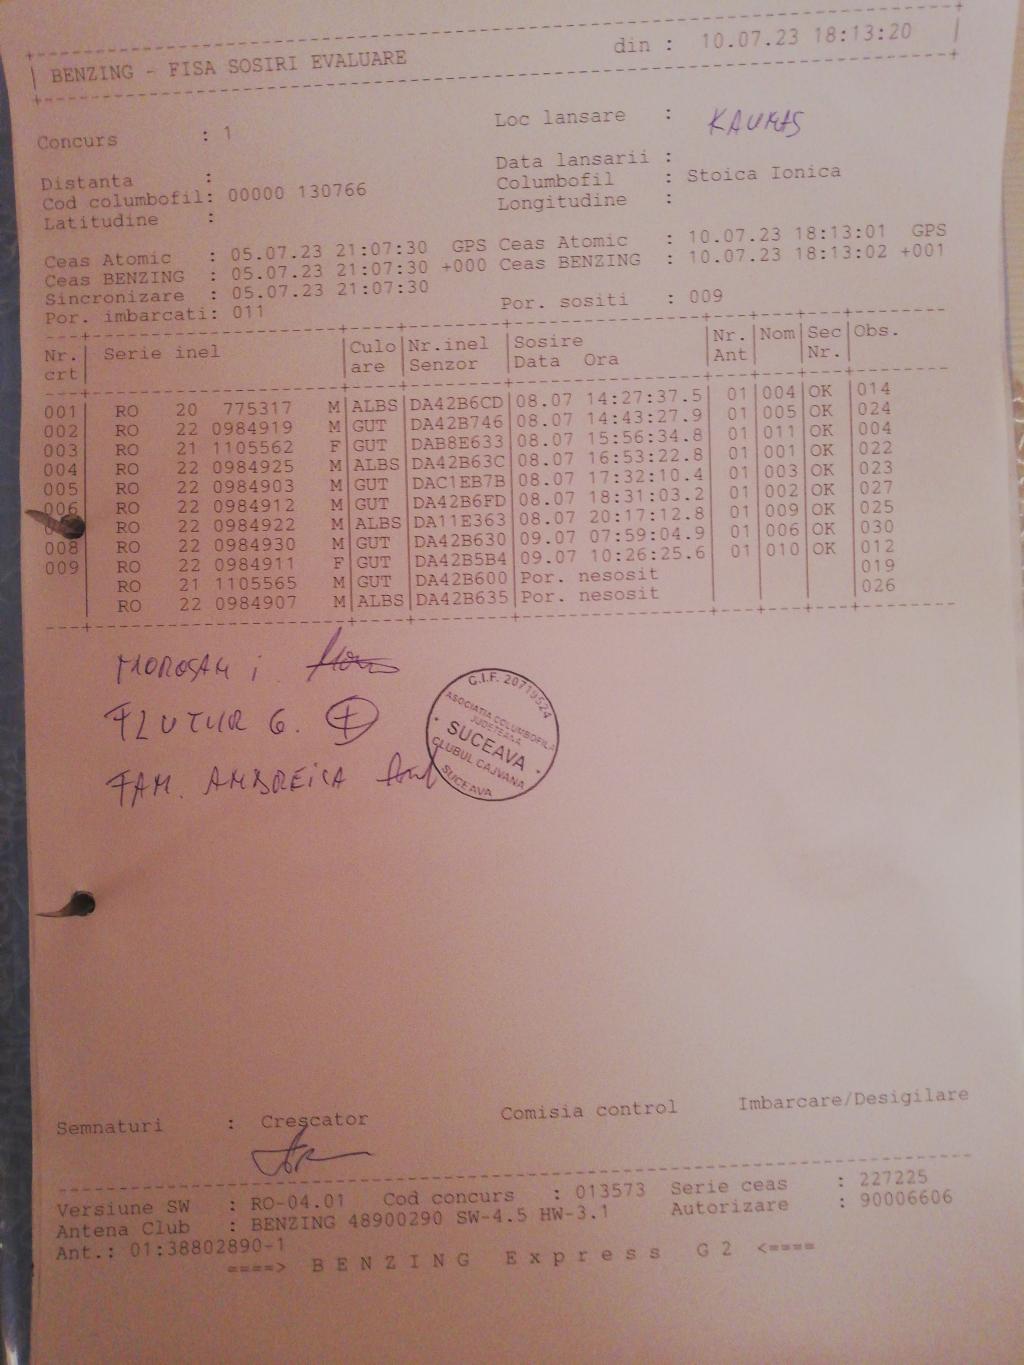 BENZING - FISA SOSIRI EVALUARE din : 10.07.23 18:13:20
Concurs : 1 Loc lansare : KAUNAS
Distanta : Data lansarii :
Cod columbofil: 00000 130766 Columbofil : Stoica Ionica
Latitudine : Longitudine :
Ceas Atomic : 05.07.23 21:07:30 GPS Ceas Atomic : 10.07.23 18:13:01 GPS
Ceas BENZING : 05.07.23 21:07:30 +000 Ceas BENZING : 10.07.23 18:13:02 +001
Sincronizare : 05.07.23 21:07:30
Por. imbarcati: 011 Por. sositi : 009
Nr. Serie inel Culo Nr.inel Sosire Nr. Nom Sec Obs.
crt are Senzor Data Ora Ant Nr.
001 RO 20 775317 M ALBS DA42B6CD 08.07 14:27:37.5 01 004 OK 014
002 RO 22 0984919 M GUT DA42B746 08.07 14:43:27.9 01 005 OK 024
003 RO 21 1105562 F GUT DAB8E633 08.07 15:56:34.8 01 011 OK 004
004 RO 22 0984925 M ALBS DA42B63C 08.07 16:53:22.8 01 001 OK 022
005 RO 22 0984903 M GUT DAC1EB7B 08.07 17:32:10.4 01 003 OK 023
006 RO 22 0984912 M GUT DA42B6FD 08.07 18:31:03.2 01 002 OK 027
RO 22 0984922 M ALBS DA11E363 08.07 20:17:12.8 01 009 OK 025
008 RO 22 0984930 M GUT DA42B630 09.07 07:59:04.9 01 006 OK 030
009 RO 22 0984911 F GUT DA42B5B4 09.07 10:26:25.6 01 010 OK 012
RO 21 1105565 M GUT DA42B600 Por. nesosit 019
RO 22 0984907 M ALBS DA42B635 Por. nesosit 026
MOROȘAN i.
FLUTUR G.
FAM. AMBREICA
C.I.F. 20719524
ASOCIATIA COLUMBOFILA
JUDETEANA
SUCEAVA
CLUBUL CAJVANA
SUCEAVA
Semnaturi : Crescator Comisia control Imbarcare/Desigilare
Versiune SW : RO-04.01 Cod concurs : 013573 Serie ceas : 227225
Antena Club : BENZING 48900290 SW-4.5 HW-3.1 Autorizare : 90006606
Ant.: 01:38802890-1
====> BENZING Express G2 <====